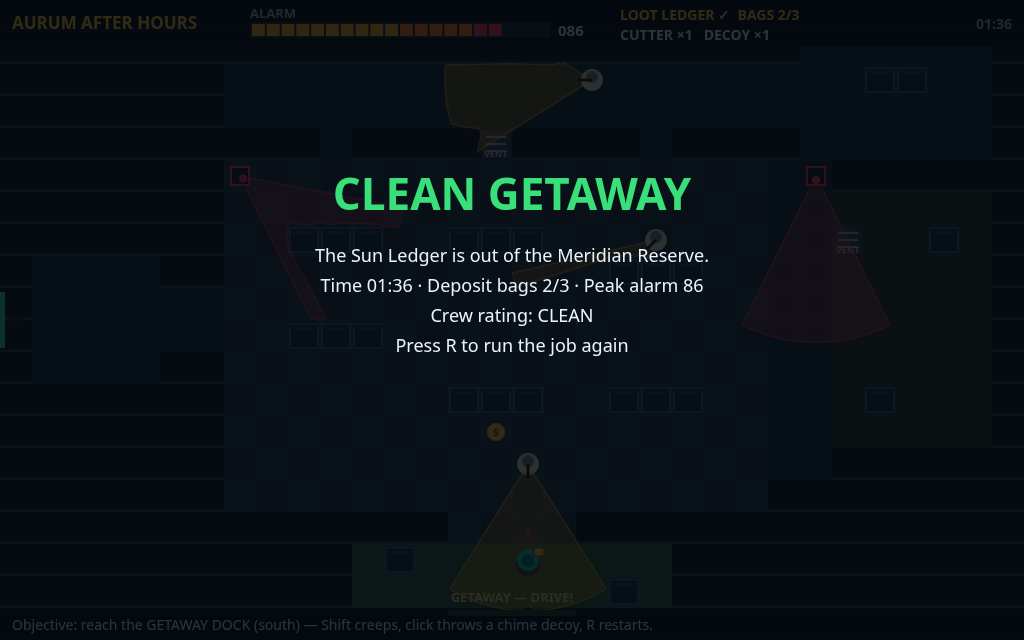 AURUM AFTER HOURS
ALARM
086
LOOT LEDGER ✓ BAGS 2/3
CUTTER ×1 DECOY ×1
01:36
VENT
CLEAN GETAWAY
VENT
The Sun Ledger is out of the Meridian Reserve.
Time 01:36 · Deposit bags 2/3 · Peak alarm 86
Crew rating: CLEAN
Press R to run the job again
$
!
GETAWAY — DRIVE!
Objective: reach the GETAWAY DOCK (south) — Shift creeps, click throws a chime decoy, R restarts.